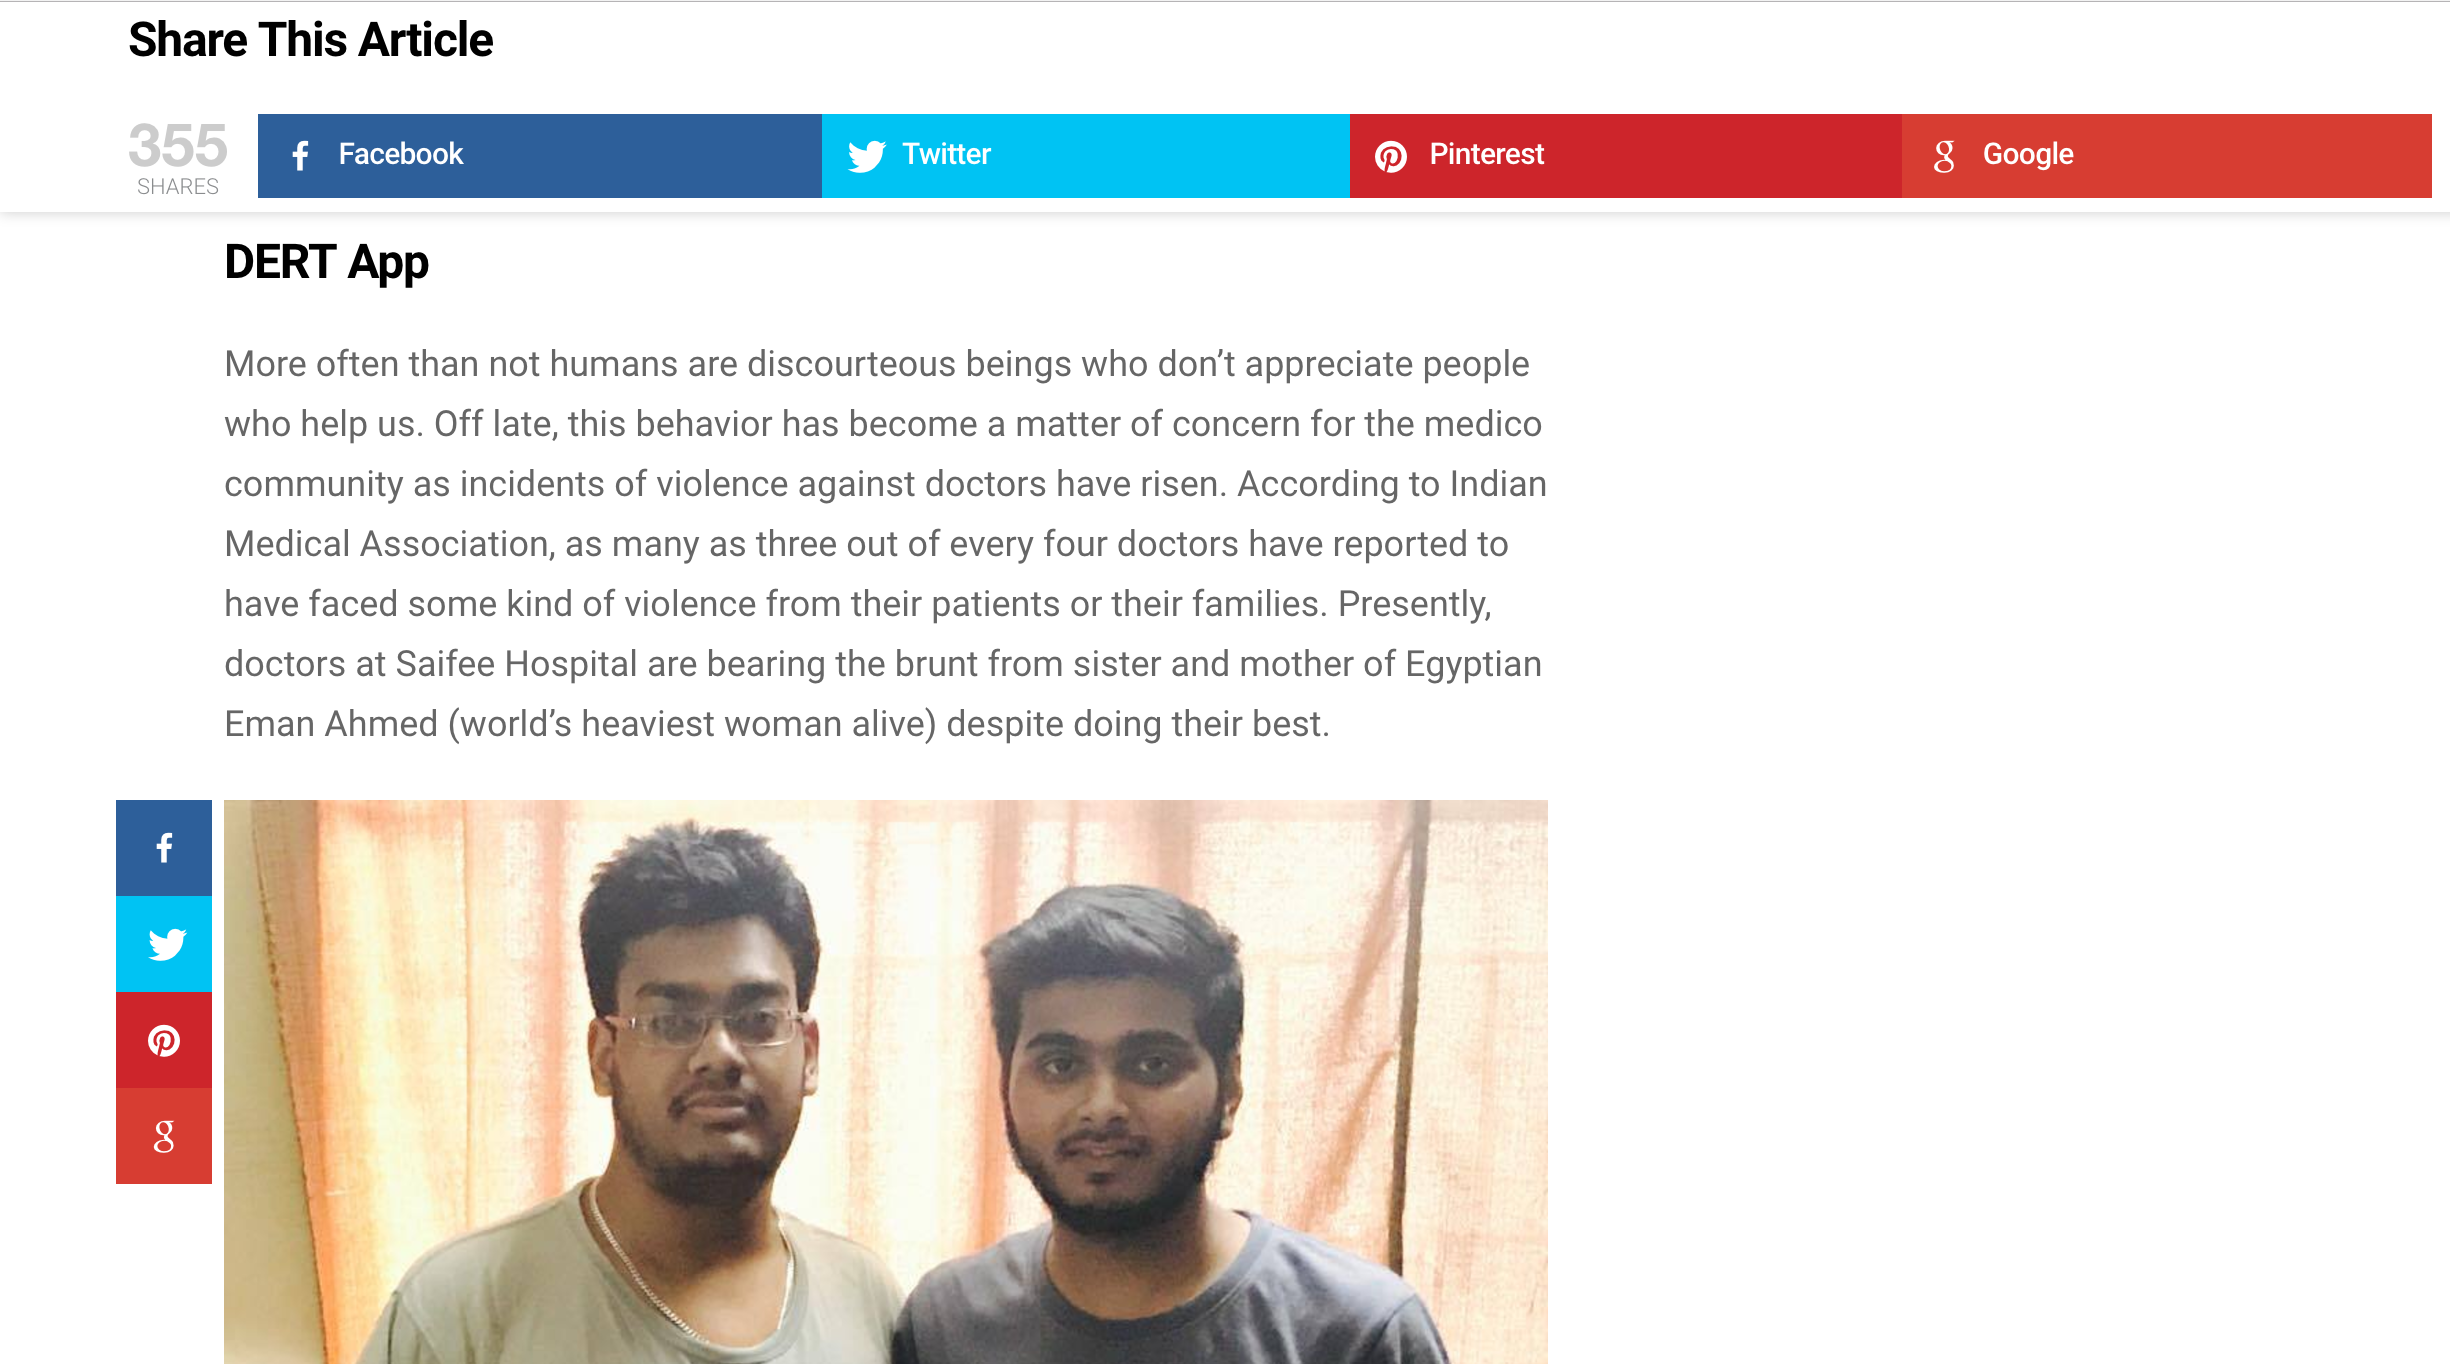 Share This Article
355
SHARES
Facebook
Twitter
Pinterest
Google
DERT App
More often than not humans are discourteous beings who don’t appreciate people
who help us. Off late, this behavior has become a matter of concern for the medico
community as incidents of violence against doctors have risen. According to Indian
Medical Association, as many as three out of every four doctors have reported to
have faced some kind of violence from their patients or their families. Presently,
doctors at Saifee Hospital are bearing the brunt from sister and mother of Egyptian
Eman Ahmed (world’s heaviest woman alive) despite doing their best.